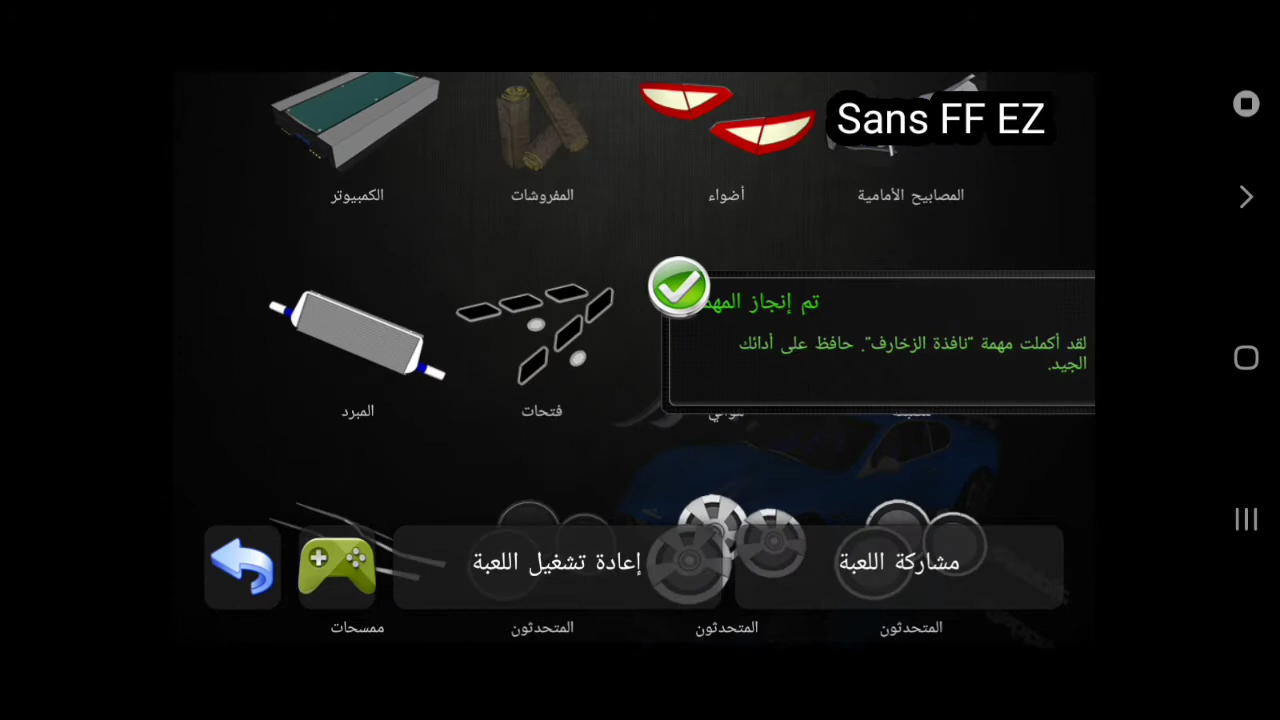 Sans FF EZ
المصابيح الأمامية
أضواء
المفروشات
الكمبيوتر
تم إنجاز
لقد أكملت مهمة "نافذة الزخارف". حافظ على أدائك
الجيد.
فتحات
المبرد
مشاركة اللعبة
إعادة تشغيل اللعبة
المتحدثون
المتحدثون
المتحدثون
ممسحات